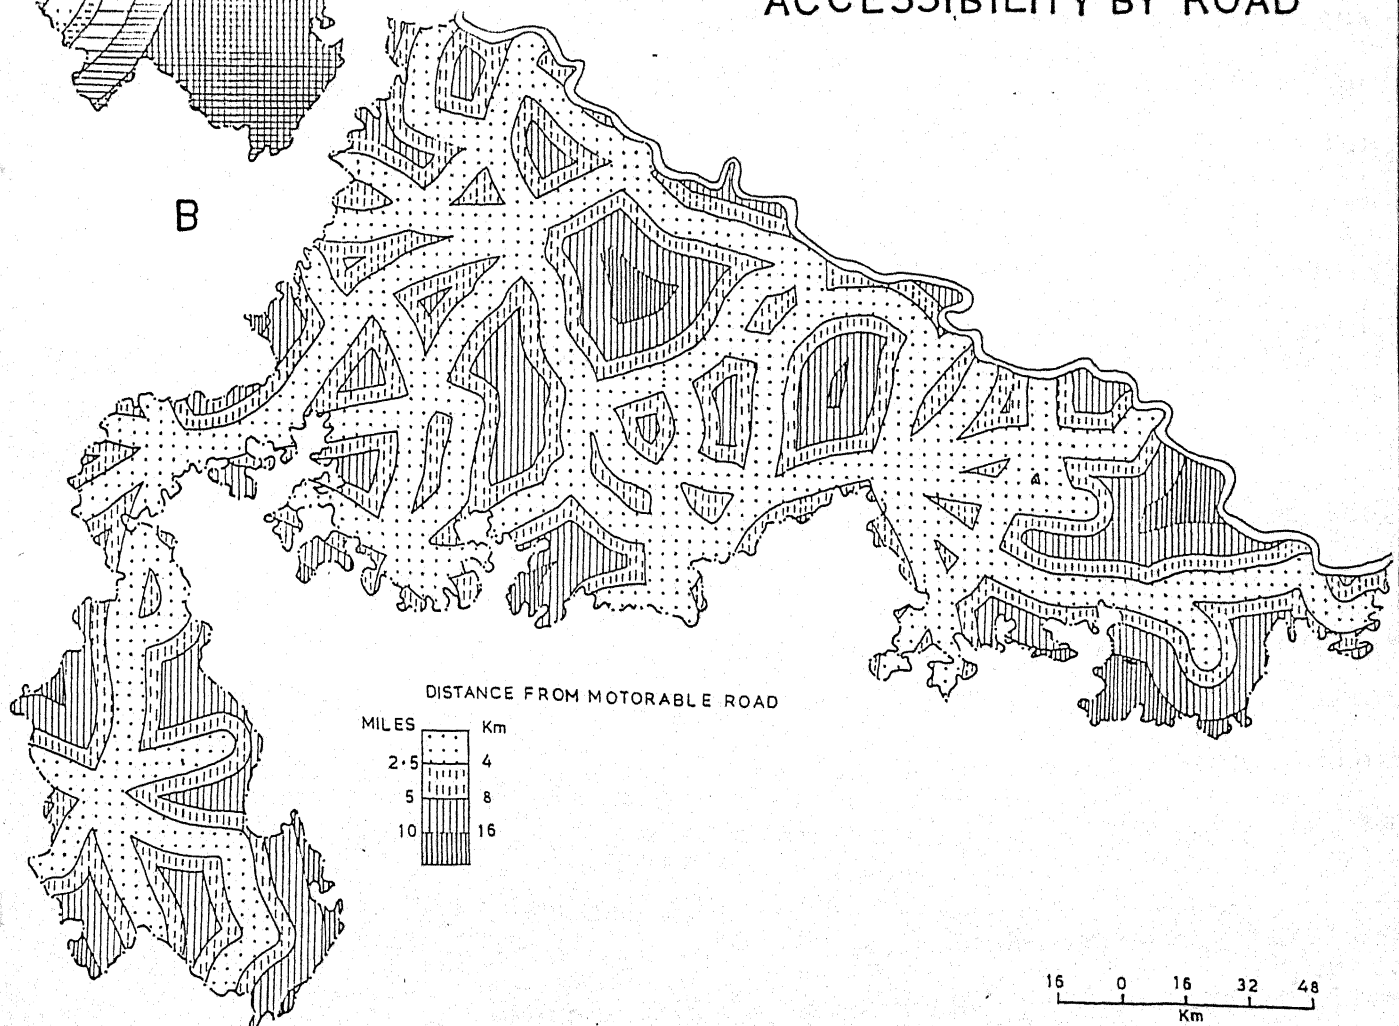 ACCESSIBILITY BY ROAD
B
DISTANCE FROM MOTORABLE ROAD
MILES Km
2·5 4
5 8
10 16
16 0 16 32 48
Km